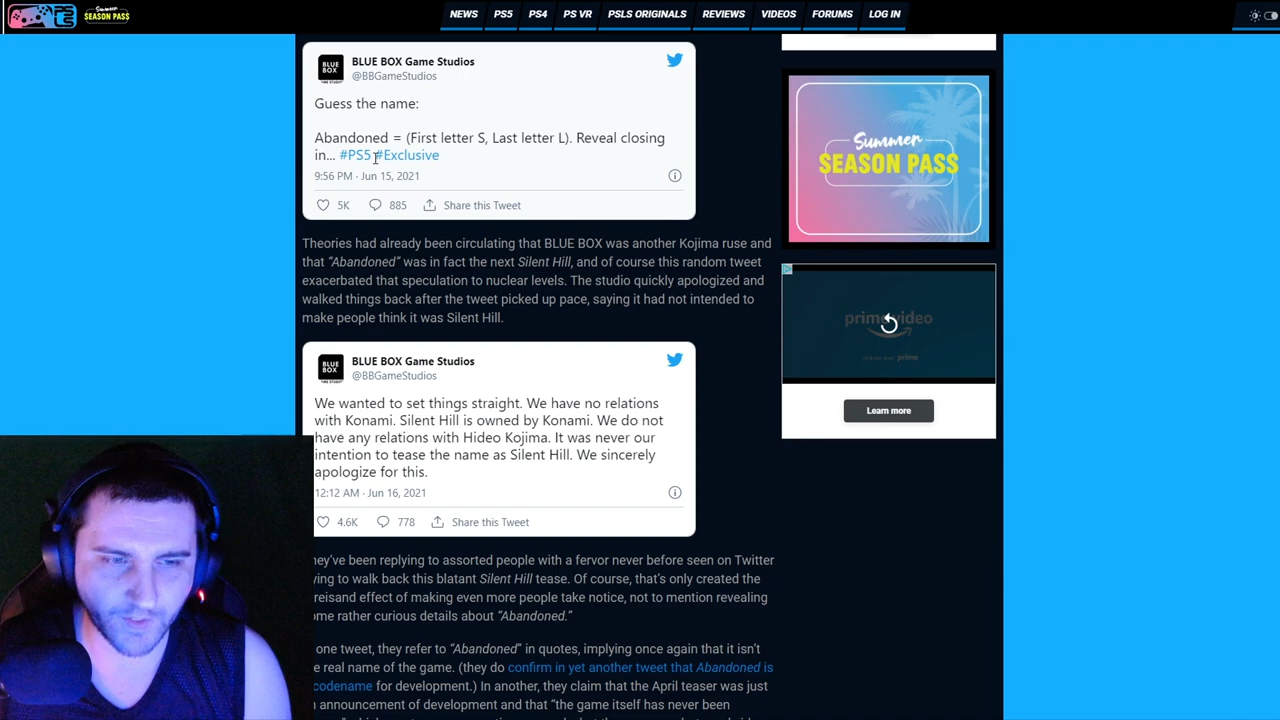 SEASON PASS
NEWS PS5 PS4 PS VR PSLS ORIGINALS REVIEWS VIDEOS FORUMS LOG IN
BLUE BOX Game Studios
@BBGameStudios
Guess the name:
Abandoned = (First letter S, Last letter L). Reveal closing
in... #PS5 #Exclusive
9:56 PM · Jun 15, 2021
5K 885 Share this Tweet
Theories had already been circulating that BLUE BOX was another Kojima ruse and
that “Abandoned” was in fact the next Silent Hill, and of course this random tweet
exacerbated that speculation to nuclear levels. The studio quickly apologized and
walked things back after the tweet picked up pace, saying it had not intended to
make people think it was Silent Hill.
BLUE BOX Game Studios
@BBGameStudios
We wanted to set things straight. We have no relations
with Konami. Silent Hill is owned by Konami. We do not
have any relations with Hideo Kojima. It was never our
intention to tease the name as Silent Hill. We sincerely
apologize for this.
12:12 AM · Jun 16, 2021
4.6K 778 Share this Tweet
hey’ve been replying to assorted people with a fervor never before seen on Twitter
ying to walk back this blatant Silent Hill tease. Of course, that’s only created the
reisand effect of making even more people take notice, not to mention revealing
ome rather curious details about “Abandoned.”
one tweet, they refer to “Abandoned” in quotes, implying once again that it isn’t
e real name of the game. (they do confirm in yet another tweet that Abandoned is
codename for development.) In another, they claim that the April teaser was just
n announcement of development and that “the game itself has never been
Summer
SEASON PASS
prime video
Learn more
BLUE
BOX
BLUE
BOX